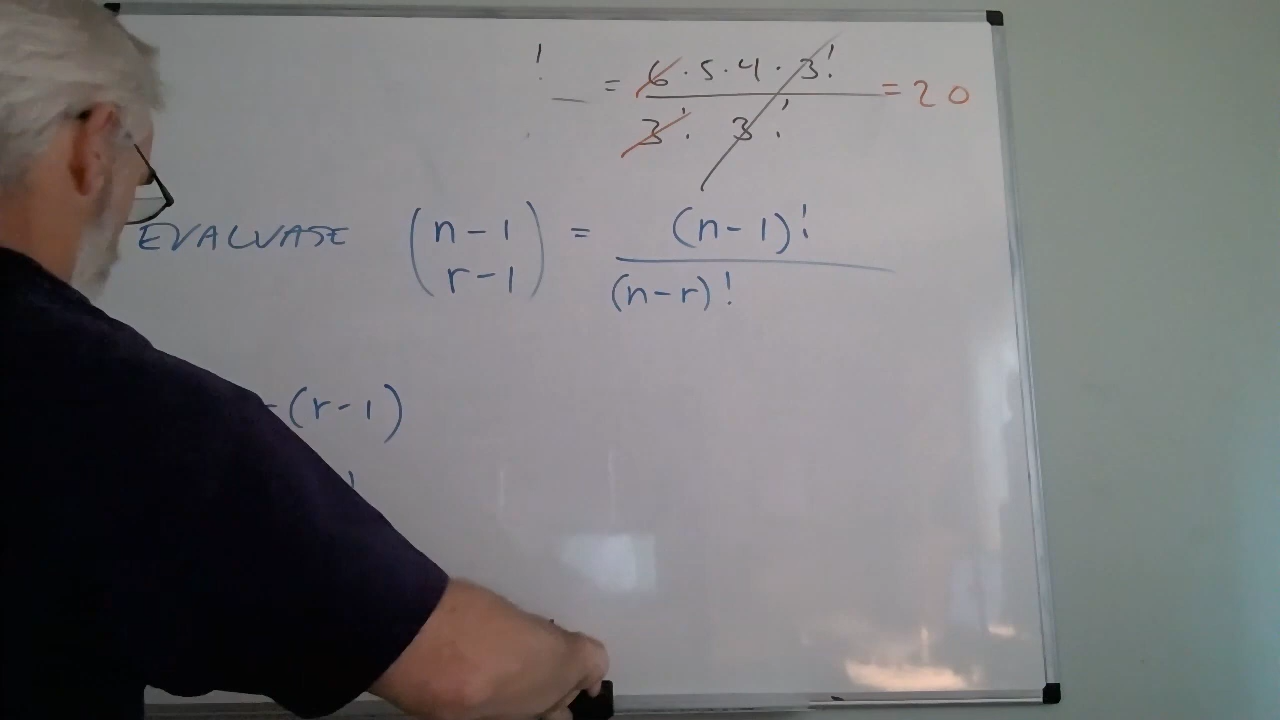 ! = 6 · 5 · 4 · 3! = 20
3! 3!
EVALUATE ( n-1 ) = (n-1)!
( r-1 ) (n-r)!
-(r-1)